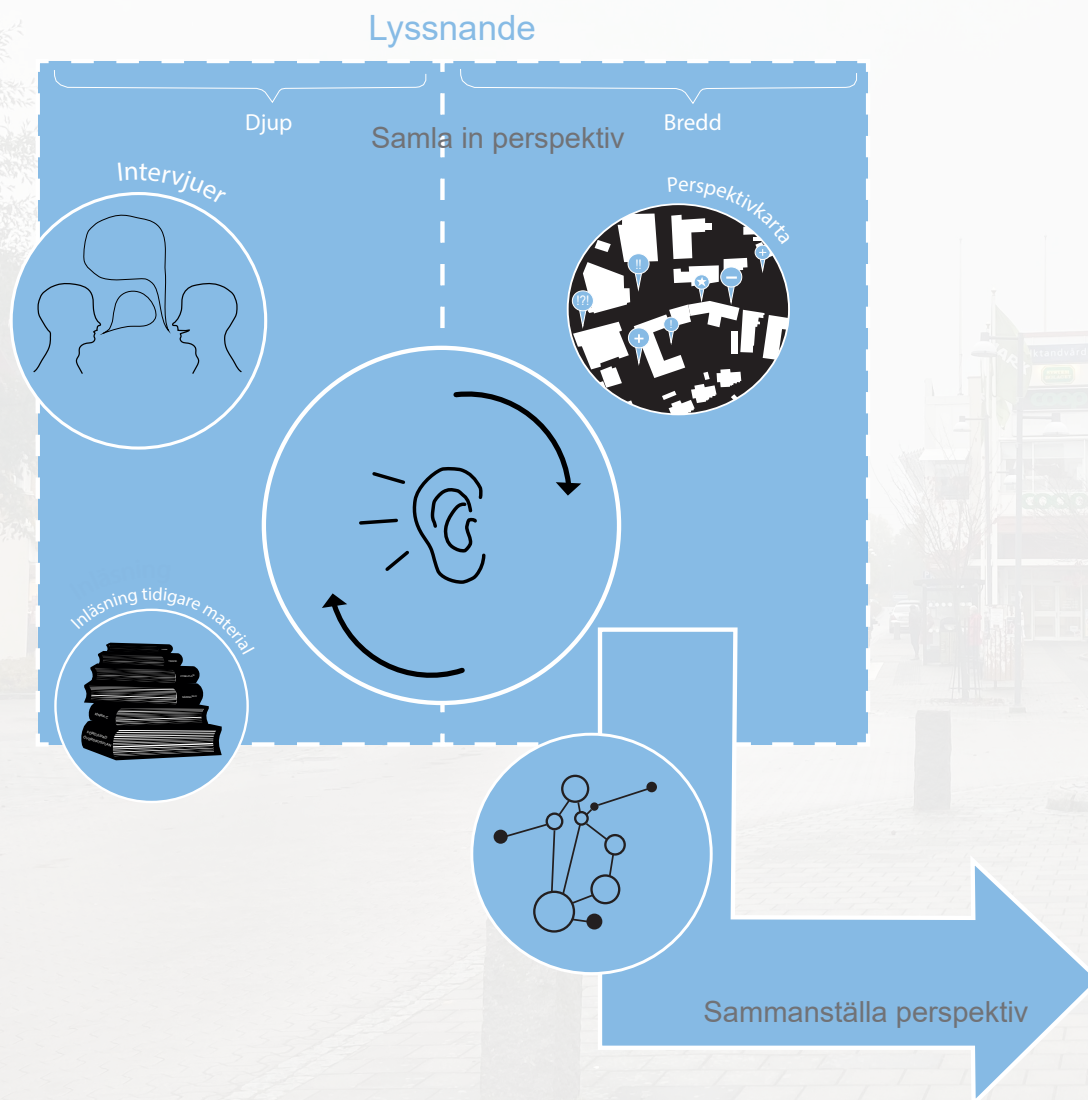 Lyssnande
Djup
Bredd
Samla in perspektiv
Intervjuer
Perspektivkarta
!!
+
!?!
−
!
+
Inläsning tidigare material
Sammanställa perspektiv